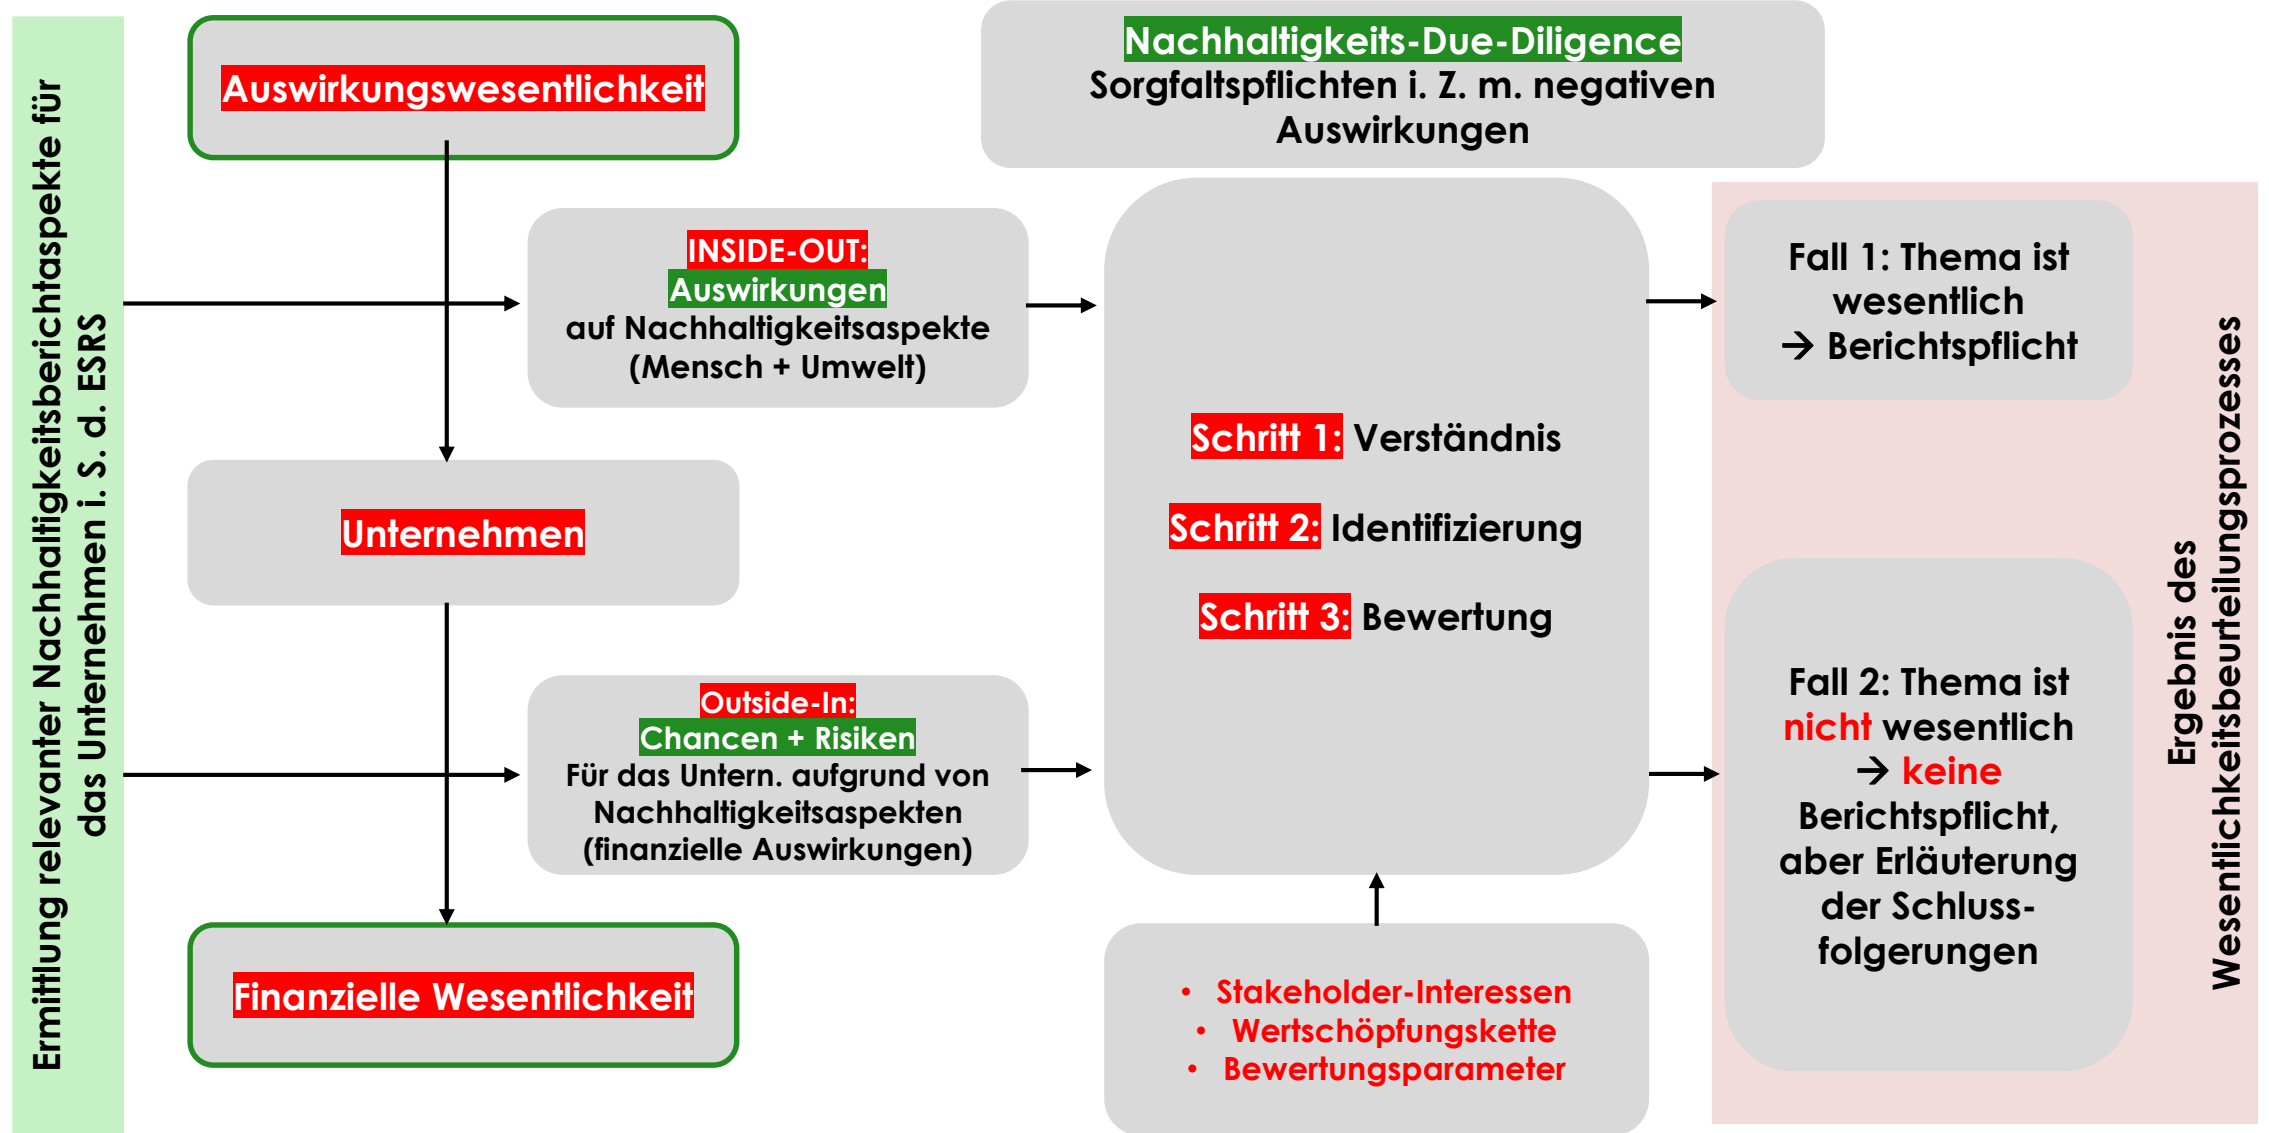 Ermittlung relevanter Nachhaltigkeitsberichtaspekte für
das Unternehmen i. S. d. ESRS
Auswirkungswesentlichkeit
Unternehmen
Finanzielle Wesentlichkeit
INSIDE-OUT:
Auswirkungen
auf Nachhaltigkeitsaspekte
(Mensch + Umwelt)
Outside-In:
Chancen + Risiken
Für das Untern. aufgrund von
Nachhaltigkeitsaspekten
(finanzielle Auswirkungen)
Nachhaltigkeits-Due-Diligence
Sorgfaltspflichten i. Z. m. negativen
Auswirkungen
Schritt 1: Verständnis
Schritt 2: Identifizierung
Schritt 3: Bewertung
• Stakeholder-Interessen
• Wertschöpfungskette
• Bewertungsparameter
Fall 1: Thema ist
wesentlich
→ Berichtspflicht
Fall 2: Thema ist
nicht wesentlich
→ keine
Berichtspflicht,
aber Erläuterung
der Schluss-
folgerungen
Ergebnis des
Wesentlichkeitsbeurteilungsprozesses